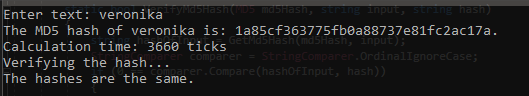 Enter text: veronika
The MD5 hash of veronika is: 1a85cf363775fb0a88737e81fc2ac17a.
Calculation time: 3660 ticks
Verifying the hash...
The hashes are the same.